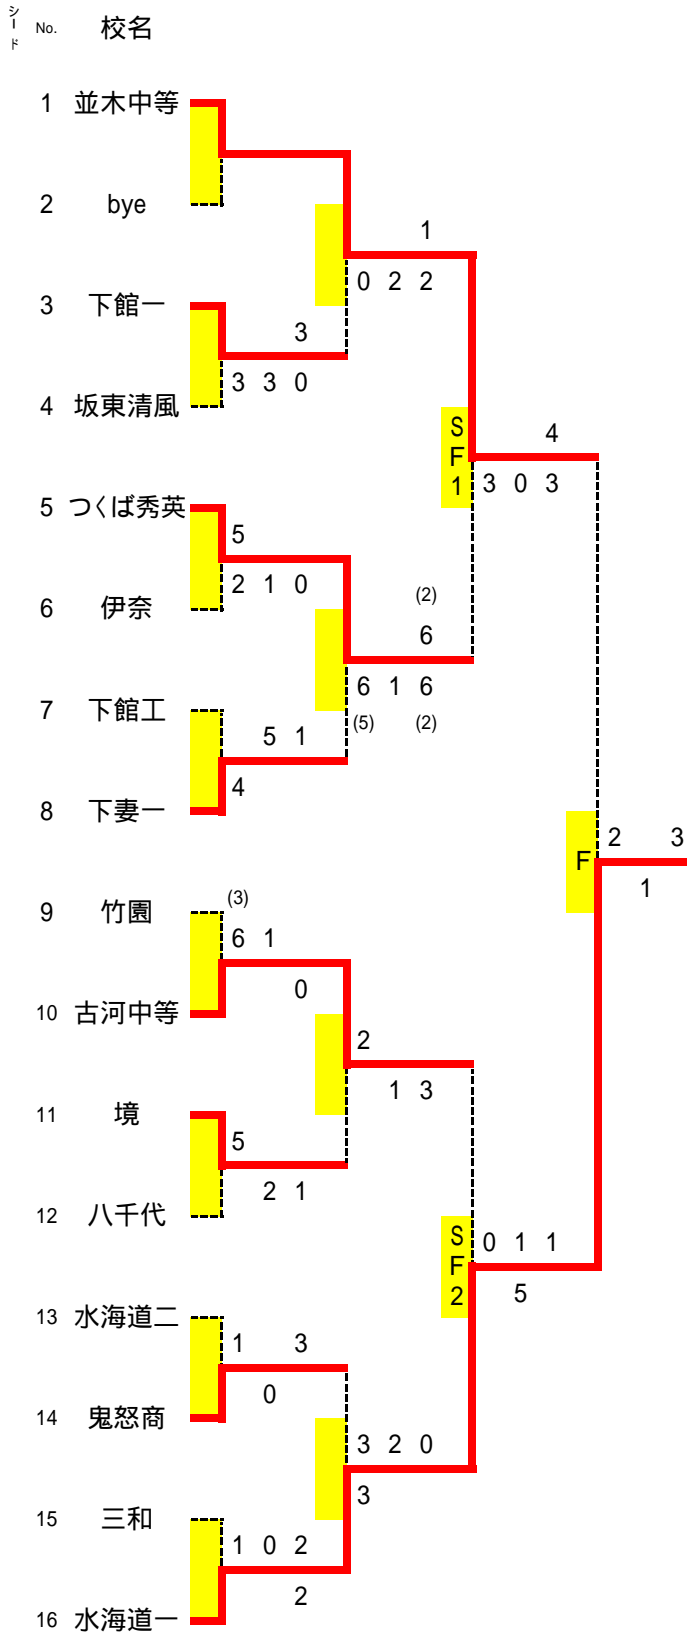 シード No. 校名
1 並木中等
2 bye
1
0 2 2
3 下館一
3
3 3 0
4 坂東清風
SF1
4
3 0 3
5 つくば秀英
5
2 1 0
(2)
6 伊奈
6
6 1 6
7 下館工
(5) (2)
5 1
4
8 下妻一
F
2 3
1
(3)
9 竹園
6 1
0
10 古河中等
2
1 3
11 境
5
2 1
12 八千代
SF2
0 1 1
5
13 水海道二
1 3
0
14 鬼怒商
3 2 0
3
15 三和
1 0 2
2
16 水海道一